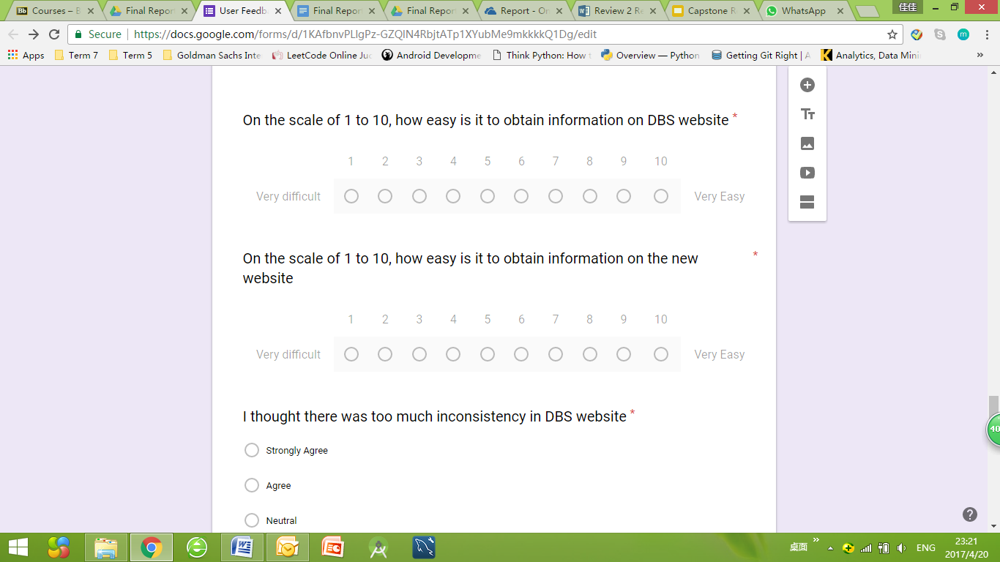 Bb Courses – B
Final Repor
User Feedb
Final Repor
Final Repor
Report - On
Review 2 Re
Capstone R
WhatsApp
佳佳
Secure https://docs.google.com/forms/d/1KAfbnvPLlgPz-GZQlN4RbjtATp1XYubMe9mkkkkQ1Dg/edit
Apps
Term 7
Term 5
Goldman Sachs Inte
LeetCode Online Juc
Android Developme
Think Python: How t
Overview — Python
Getting Git Right | A
Analytics, Data Mini
»
On the scale of 1 to 10, how easy is it to obtain information on DBS website *
1 2 3 4 5 6 7 8 9 10
Very difficult Very Easy
On the scale of 1 to 10, how easy is it to obtain information on the new *
website
1 2 3 4 5 6 7 8 9 10
Very difficult Very Easy
I thought there was too much inconsistency in DBS website *
Strongly Agree
Agree
Neutral
40
桌面 » ENG
23:21
2017/4/20